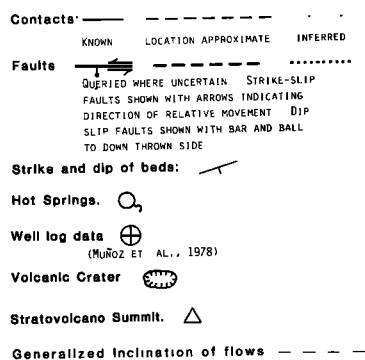 Contacts
KNOWN LOCATION APPROXIMATE INFERRED
Faults
QUERIED WHERE UNCERTAIN STRIKE-SLIP
FAULTS SHOWN WITH ARROWS INDICATING
DIRECTION OF RELATIVE MOVEMENT DIP
SLIP FAULTS SHOWN WITH BAR AND BALL
TO DOWN THROWN SIDE
Strike and dip of beds:
Hot Springs.
Well log data
(MUÑOZ ET AL., 1978)
Volcanic Crater
Stratovolcano Summit.
Generalized Inclination of flows